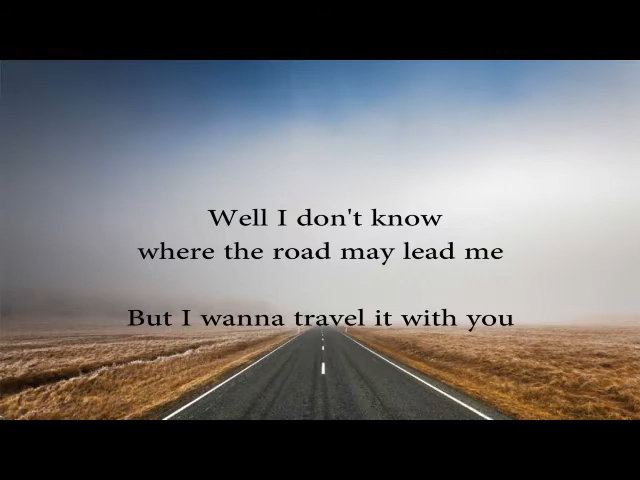 Well I don't know
where the road may lead me
But I wanna travel it with you